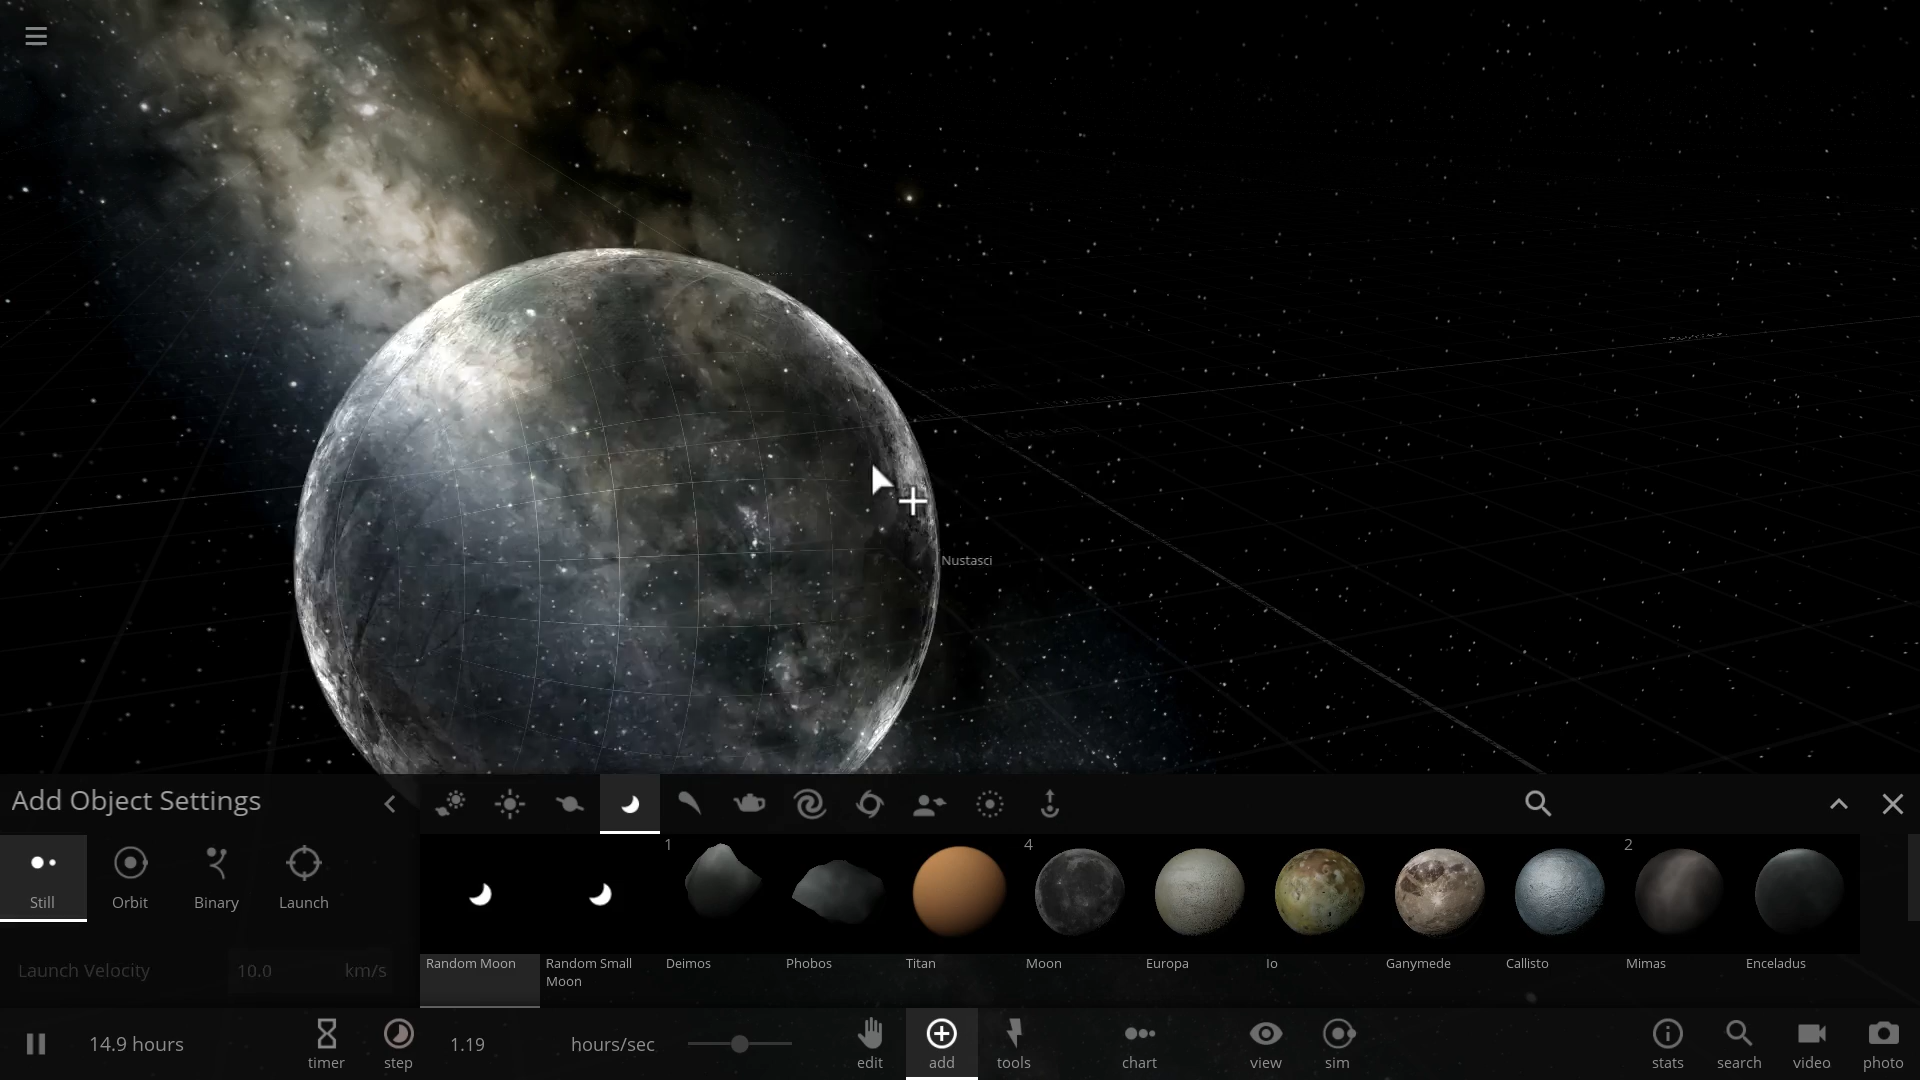 Nustasci
Add Object Settings
Still
Orbit
Binary
Launch
Launch Velocity
10.0
km/s
1
4
2
Random Moon
Random Small
Moon
Deimos
Phobos
Titan
Moon
Europa
Io
Ganymede
Callisto
Mimas
Enceladus
14.9 hours
timer
step
1.19
hours/sec
edit
add
tools
chart
view
sim
stats
search
video
photo